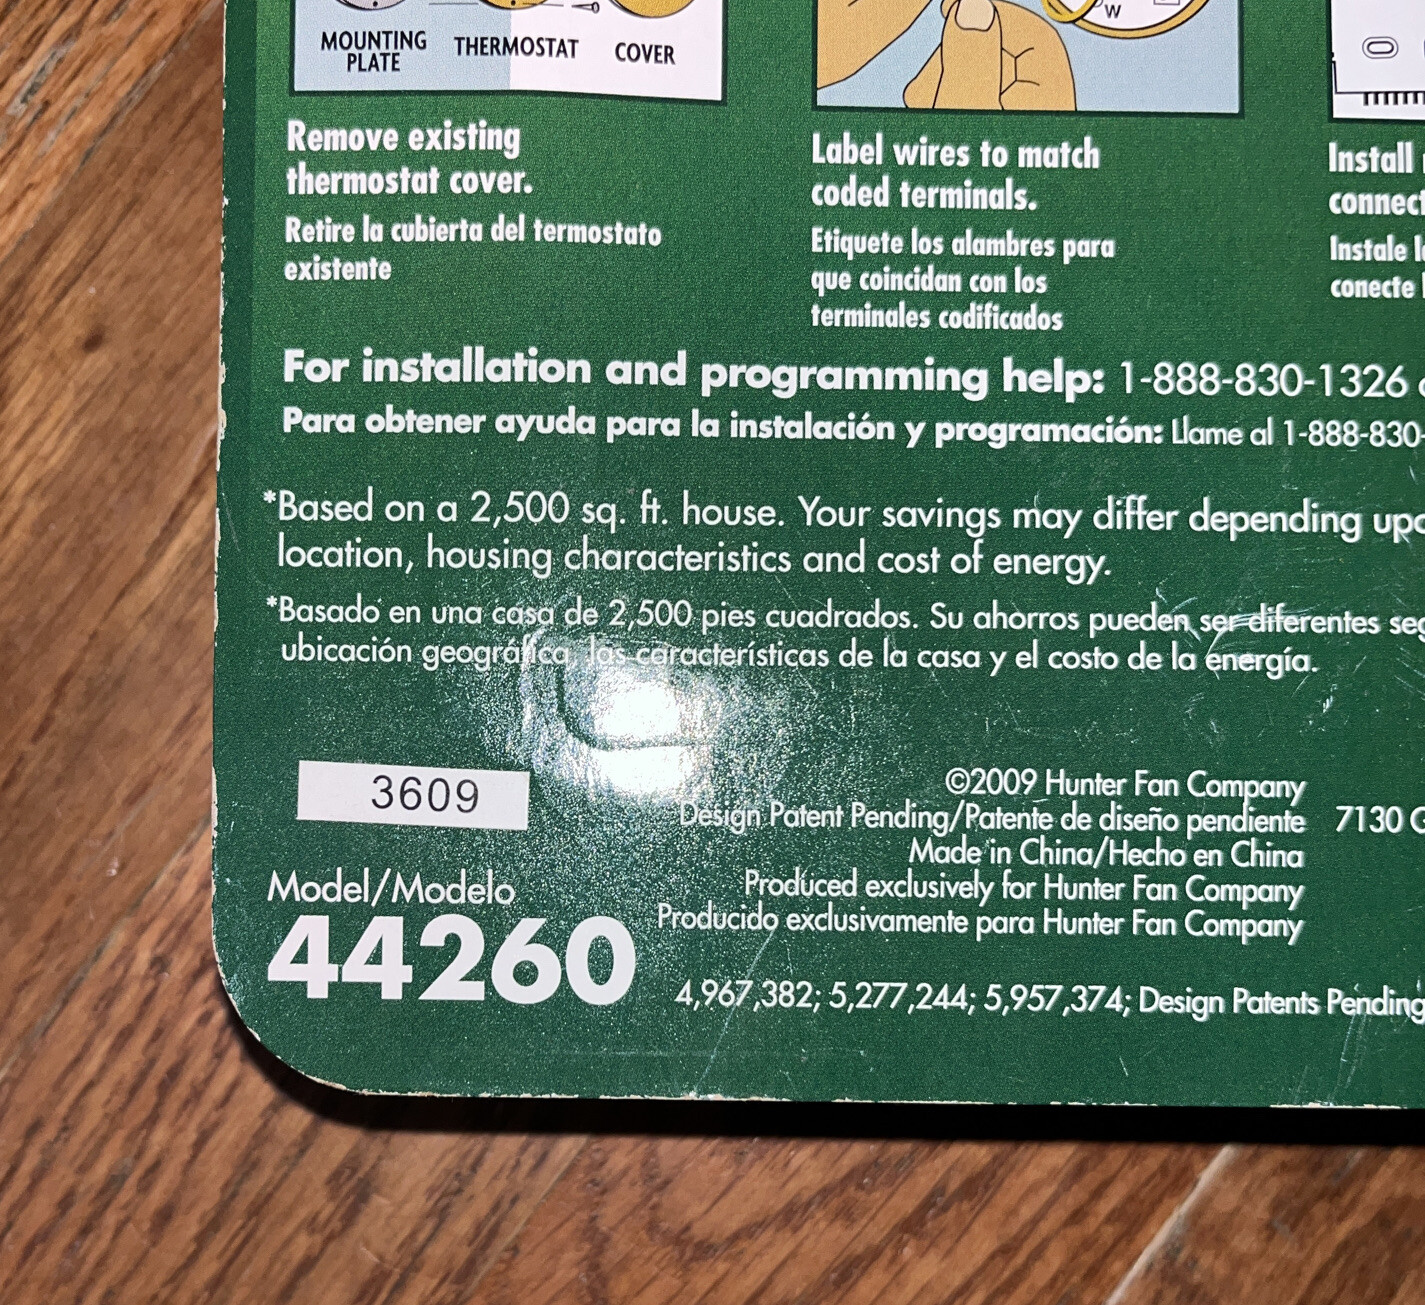 MOUNTING
PLATE
THERMOSTAT
COVER
W
Remove existing
thermostat cover.
Retire la cubierta del termostato
existente
Label wires to match
coded terminals.
Etiquete los alambres para
que coincidan con los
terminales codificados
Install
connect
Instale
conecte
For installation and programming help: 1-888-830-1326
Para obtener ayuda para la instalación y programación: Llame al 1-888-830-
*Based on a 2,500 sq. ft. house. Your savings may differ depending
location, housing characteristics and cost of energy.
*Basado en una casa de 2,500 pies cuadrados. Su ahorros pueden ser diferentes
ubicación geográfica, las características de la casa y el costo de la energía.
3609
Model/Modelo
44260
©2009 Hunter Fan Company
Design Patent Pending/Patente de diseño pendiente
Made in China/Hecho en China
Produced exclusively for Hunter Fan Company
Producido exclusivamente para Hunter Fan Company
7130
4,967,382; 5,277,244; 5,957,374; Design Patents Pending